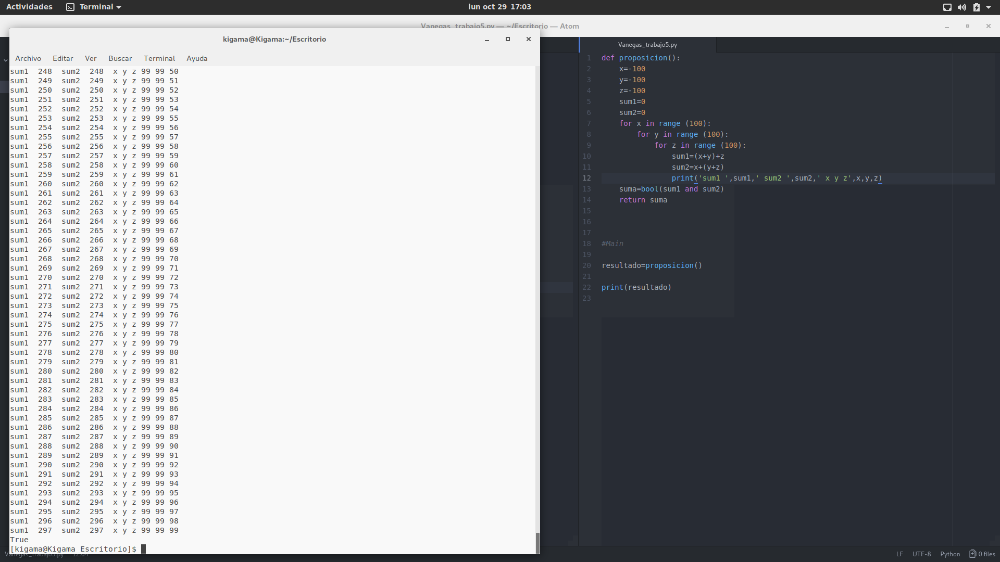 Actividades Terminal lun oct 29 17:03
Vanegas_trabajo5.py — ~/Escritorio — Atom
kigama@Kigama:~/Escritorio
Archivo Editar Ver Buscar Terminal Ayuda
sum1  248  sum2  248  x y z 99 99 50
sum1  249  sum2  249  x y z 99 99 51
sum1  250  sum2  250  x y z 99 99 52
sum1  251  sum2  251  x y z 99 99 53
sum1  252  sum2  252  x y z 99 99 54
sum1  253  sum2  253  x y z 99 99 55
sum1  254  sum2  254  x y z 99 99 56
sum1  255  sum2  255  x y z 99 99 57
sum1  256  sum2  256  x y z 99 99 58
sum1  257  sum2  257  x y z 99 99 59
sum1  258  sum2  258  x y z 99 99 60
sum1  259  sum2  259  x y z 99 99 61
sum1  260  sum2  260  x y z 99 99 62
sum1  261  sum2  261  x y z 99 99 63
sum1  262  sum2  262  x y z 99 99 64
sum1  263  sum2  263  x y z 99 99 65
sum1  264  sum2  264  x y z 99 99 66
sum1  265  sum2  265  x y z 99 99 67
sum1  266  sum2  266  x y z 99 99 68
sum1  267  sum2  267  x y z 99 99 69
sum1  268  sum2  268  x y z 99 99 70
sum1  269  sum2  269  x y z 99 99 71
sum1  270  sum2  270  x y z 99 99 72
sum1  271  sum2  271  x y z 99 99 73
sum1  272  sum2  272  x y z 99 99 74
sum1  273  sum2  273  x y z 99 99 75
sum1  274  sum2  274  x y z 99 99 76
sum1  275  sum2  275  x y z 99 99 77
sum1  276  sum2  276  x y z 99 99 78
sum1  277  sum2  277  x y z 99 99 79
sum1  278  sum2  278  x y z 99 99 80
sum1  279  sum2  279  x y z 99 99 81
sum1  280  sum2  280  x y z 99 99 82
sum1  281  sum2  281  x y z 99 99 83
sum1  282  sum2  282  x y z 99 99 84
sum1  283  sum2  283  x y z 99 99 85
sum1  284  sum2  284  x y z 99 99 86
sum1  285  sum2  285  x y z 99 99 87
sum1  286  sum2  286  x y z 99 99 88
sum1  287  sum2  287  x y z 99 99 89
sum1  288  sum2  288  x y z 99 99 90
sum1  289  sum2  289  x y z 99 99 91
sum1  290  sum2  290  x y z 99 99 92
sum1  291  sum2  291  x y z 99 99 93
sum1  292  sum2  292  x y z 99 99 94
sum1  293  sum2  293  x y z 99 99 95
sum1  294  sum2  294  x y z 99 99 96
sum1  295  sum2  295  x y z 99 99 97
sum1  296  sum2  296  x y z 99 99 98
sum1  297  sum2  297  x y z 99 99 99
True
[kigama@Kigama Escritorio]$
Vanegas_trabajo5.py
1 def proposicion():
2     x=-100
3     y=-100
4     z=-100
5     sum1=0
6     sum2=0
7     for x in range (100):
8         for y in range (100):
9             for z in range (100):
10                 sum1=(x+y)+z
11                 sum2=x+(y+z)
12                 print('sum1 ',sum1,' sum2 ',sum2,' x y z',x,y,z)
13     suma=bool(sum1 and sum2)
14     return suma
15
16
17
18 #Main
19
20 resultado=proposicion()
21
22 print(resultado)
23
Vanegas_trabajo5.py 12:64 LF UTF-8 Python 0 files